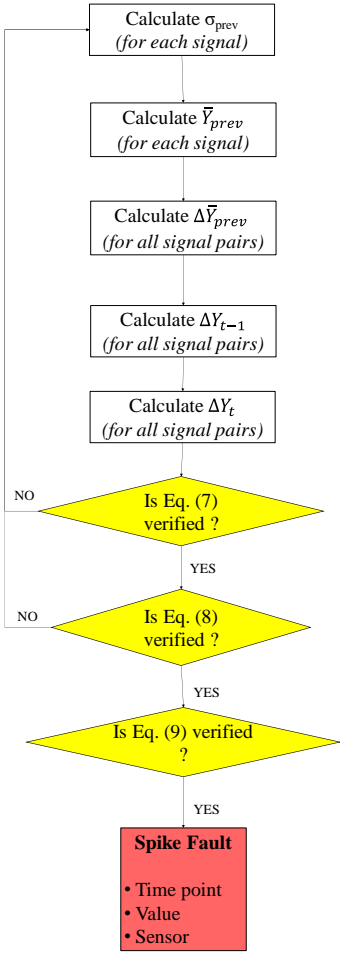 Calculate σprev
(for each signal)
Calculate Ȳprev
(for each signal)
Calculate ΔȲprev
(for all signal pairs)
Calculate ΔYt−1
(for all signal pairs)
Calculate ΔYt
(for all signal pairs)
NO
Is Eq. (7)
verified ?
YES
NO
Is Eq. (8)
verified ?
YES
Is Eq. (9) verified
?
YES
Spike Fault
• Time point
• Value
• Sensor